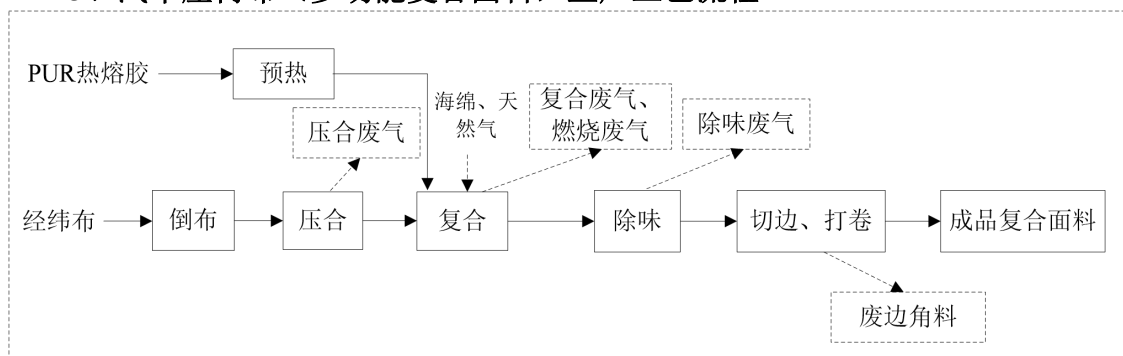 PUR热熔胶
预热
海绵、天
然气
复合废气、
燃烧废气
除味废气
压合废气
经纬布
倒布
压合
复合
除味
切边、打卷
成品复合面料
废边角料